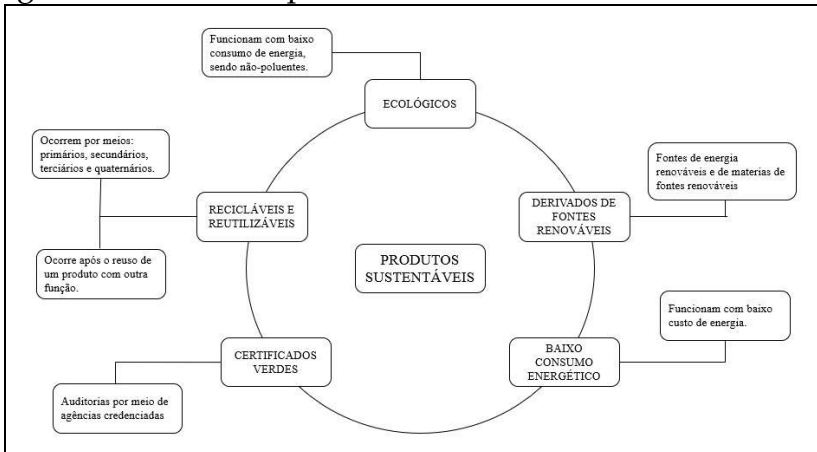 Funcionam com baixo
consumo de energia,
sendo não-poluentes.
ECOLÓGICOS
Ocorrem por meios:
primários, secundários,
terciários e quaternários.
Fontes de energia
renováveis e de materas de
fontes renováveis
RECICLÁVEIS E
REUTILIZÁVEIS
DERIVADOS DE
FONTES
RENOVÁVEIS
PRODUTOS
SUSTENTÁVEIS
Ocorre após o reuso de
um produto com outra
função.
Funcionam com baixo
custo de energia.
CERTIFICADOS
VERDES
BAIXO
CONSUMO
ENERGÉTICO
Auditorias por meio de
agências credenciadas